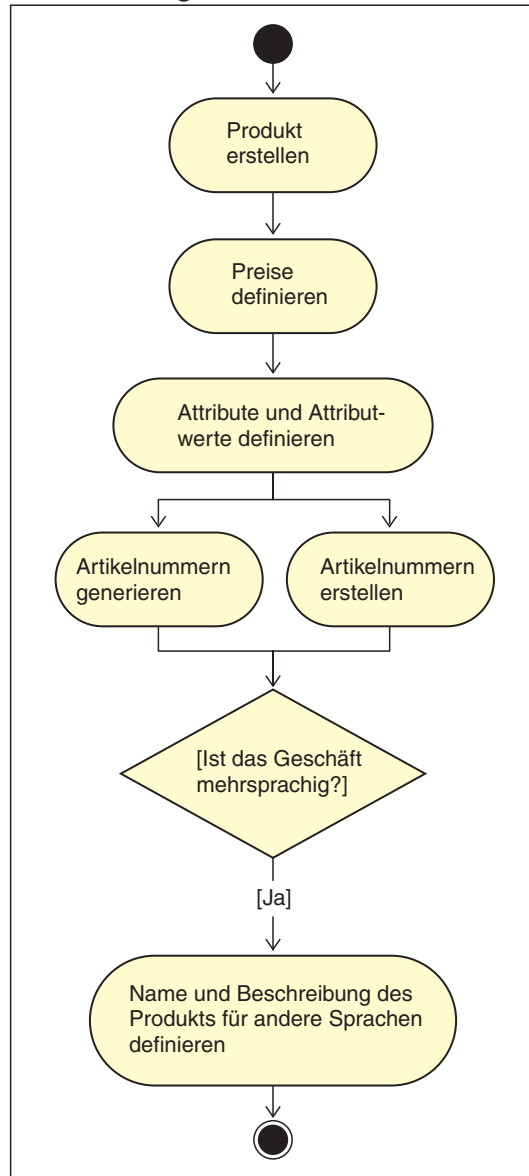 Produkt
erstellen
Preise
definieren
Attribute und Attribut-
werte definieren
Artikelnummern
generieren
Artikelnummern
erstellen
[Ist das Geschäft
mehrsprachig?]
[Ja]
Name und Beschreibung des
Produkts für andere Sprachen
definieren